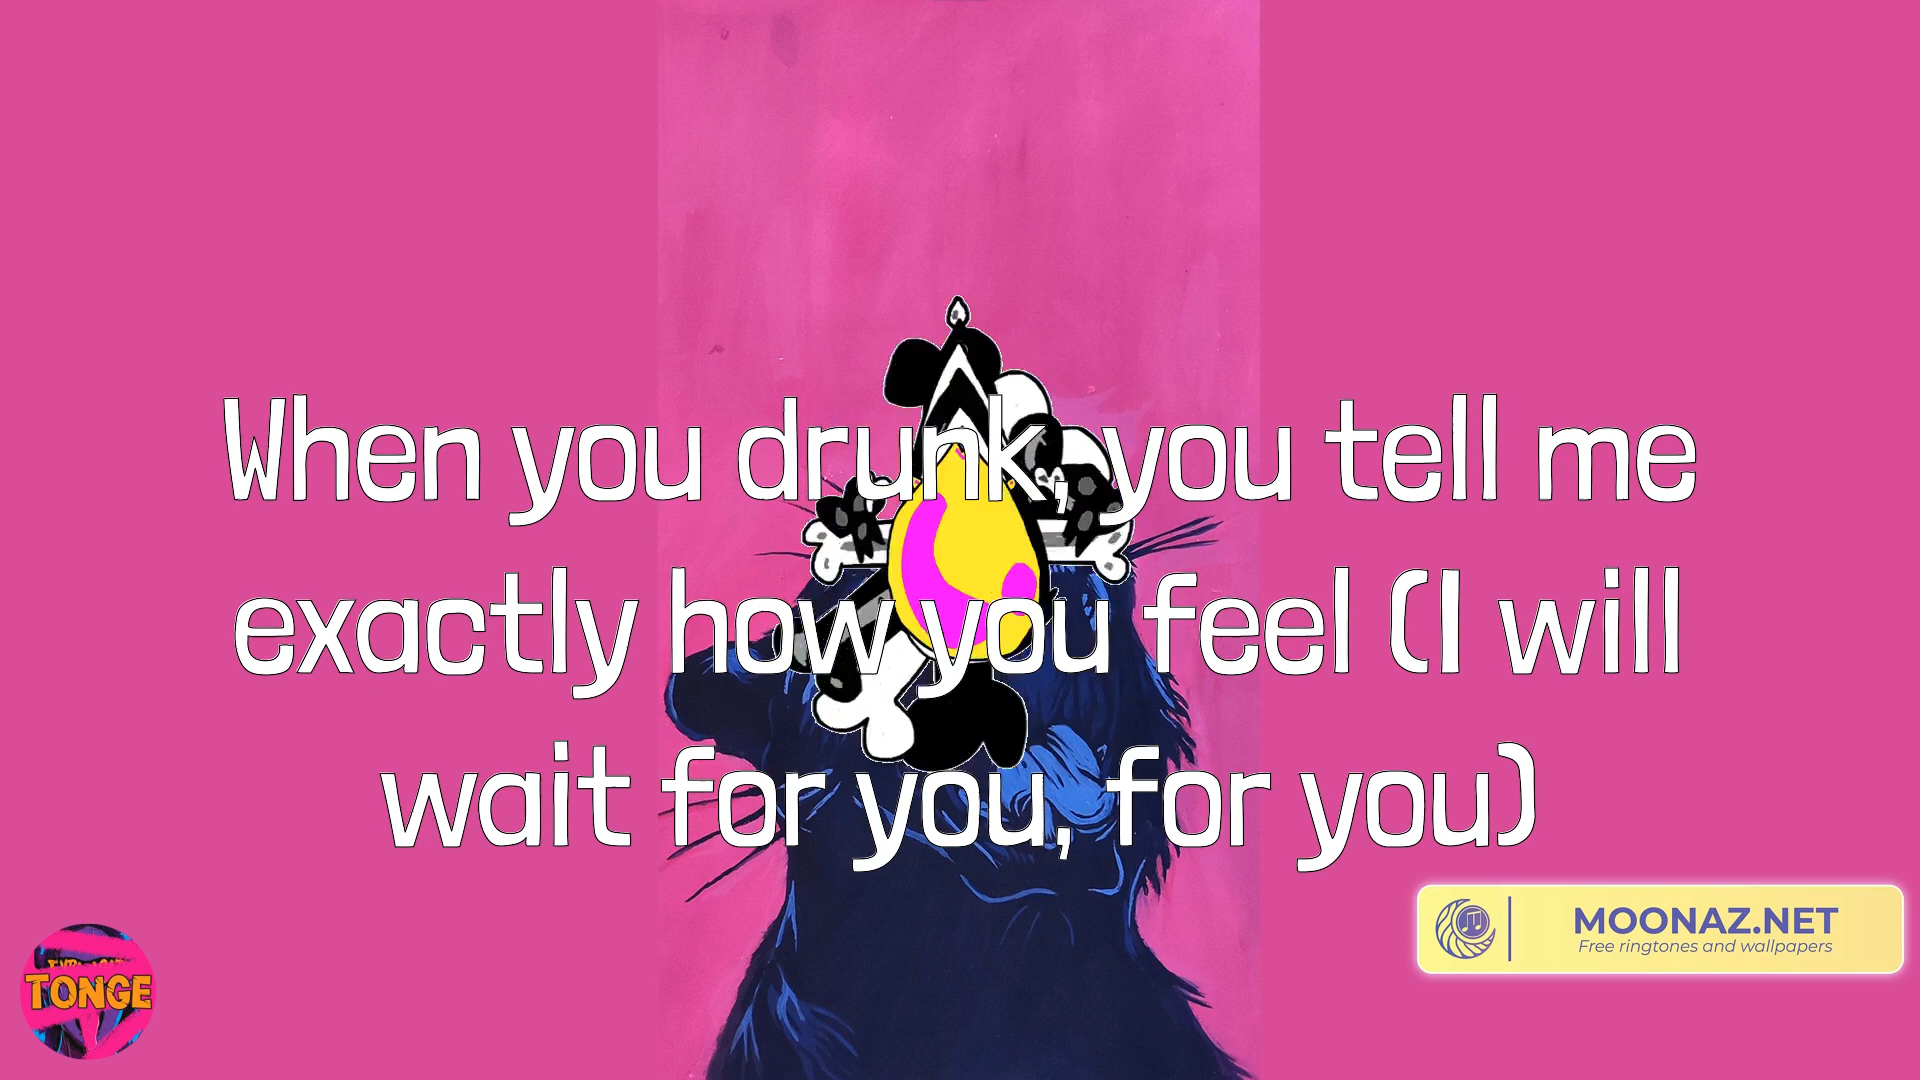 When you drunk, you tell me
exactly how you feel (I will
wait for you, for you)
MOONAZ.NET
Free ringtones and wallpapers
TONGE